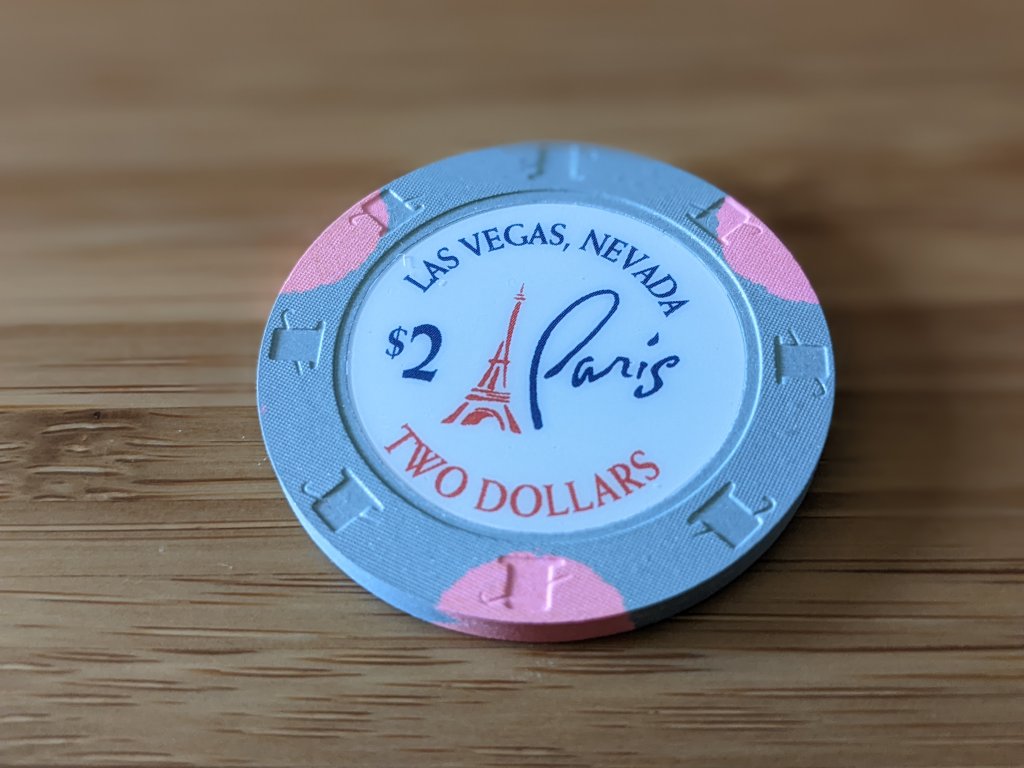 LAS VEGAS, NEVADA
$2
Paris
TWO DOLLARS